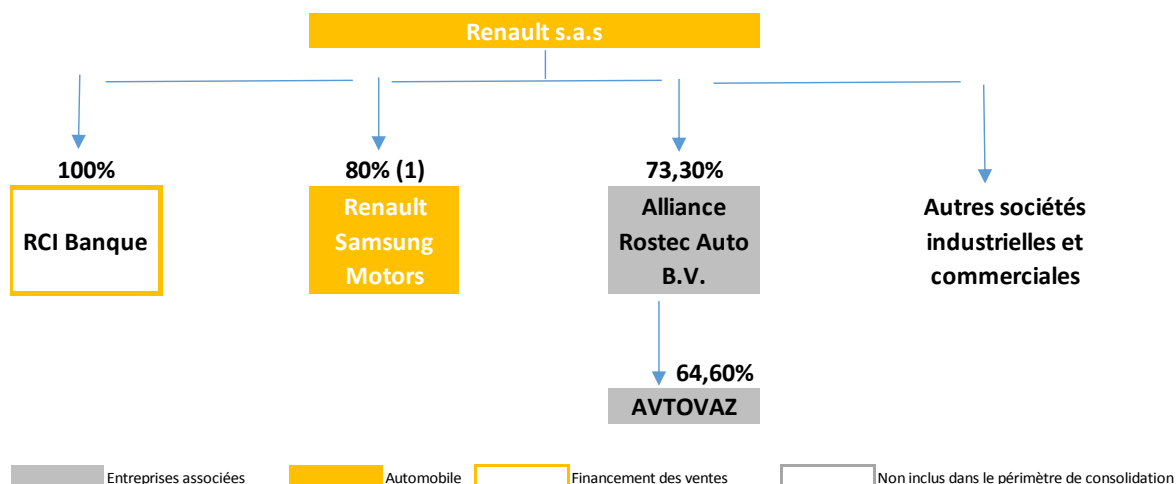 Renault s.a.s
100%
80% (1)
73,30%
RCI Banque
Renault
Samsung
Motors
Alliance
Rostec Auto
B.V.
Autres sociétés
industrielles et
commerciales
64,60%
AVTOVAZ
Entreprises associées
Automobile
Financement des ventes
Non inclus dans le périmètre de consolidation